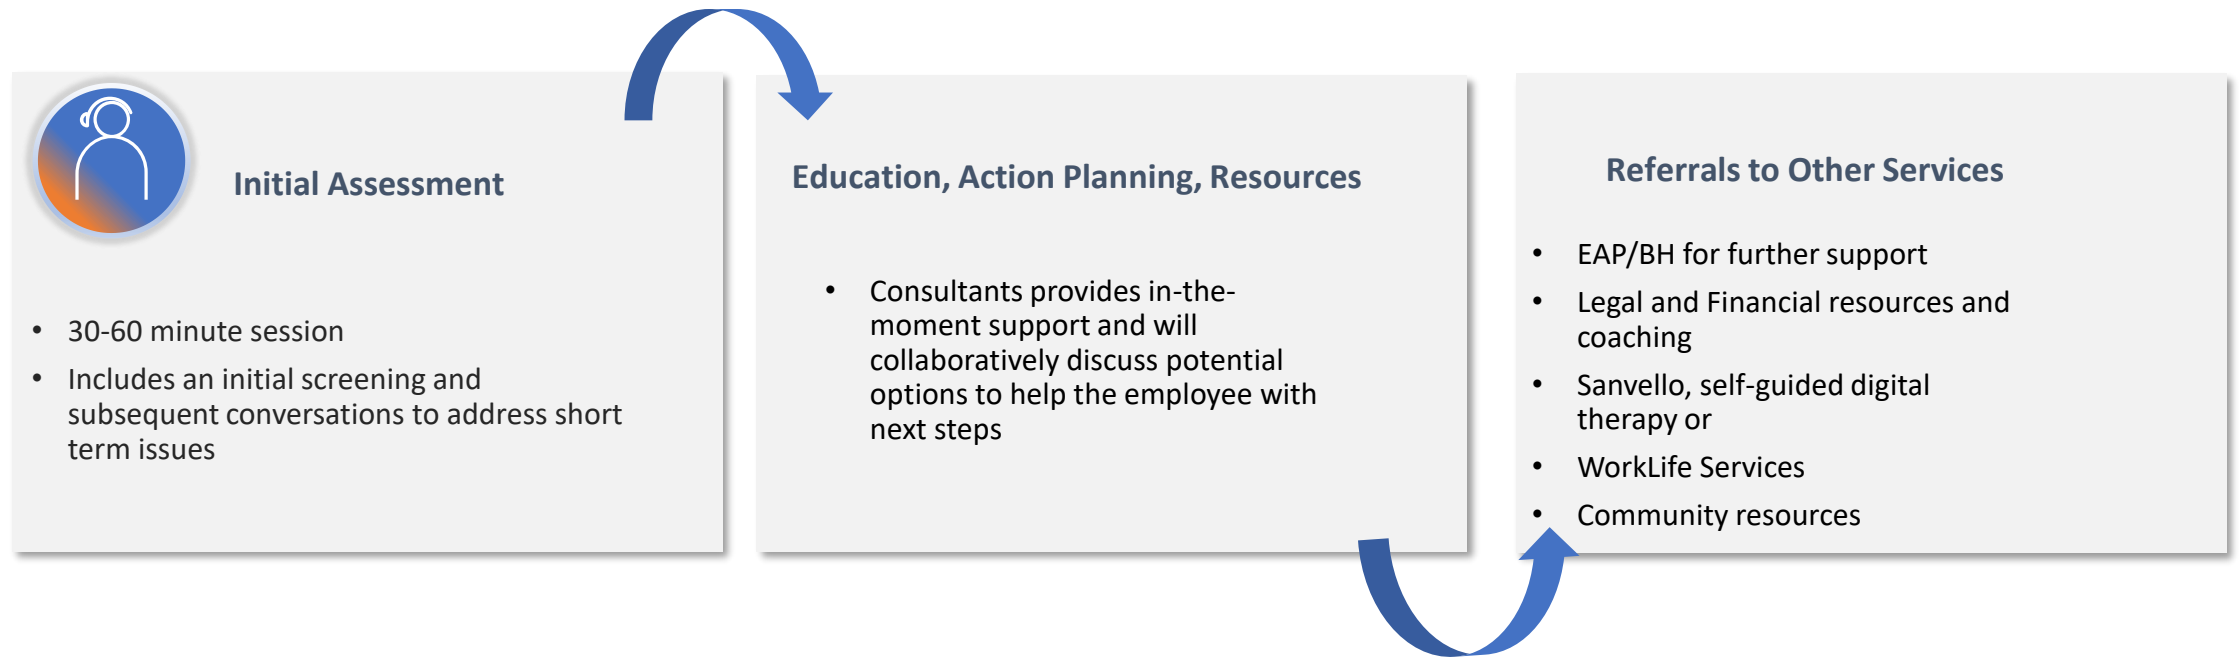 Initial Assessment
• 30-60 minute session
• Includes an initial screening and
subsequent conversations to address short
term issues
Education, Action Planning, Resources
• Consultants provides in-the-
moment support and will
collaboratively discuss potential
options to help the employee with
next steps
Referrals to Other Services
• EAP/BH for further support
• Legal and Financial resources and
coaching
• Sanvello, self-guided digital
therapy or
• WorkLife Services
• Community resources